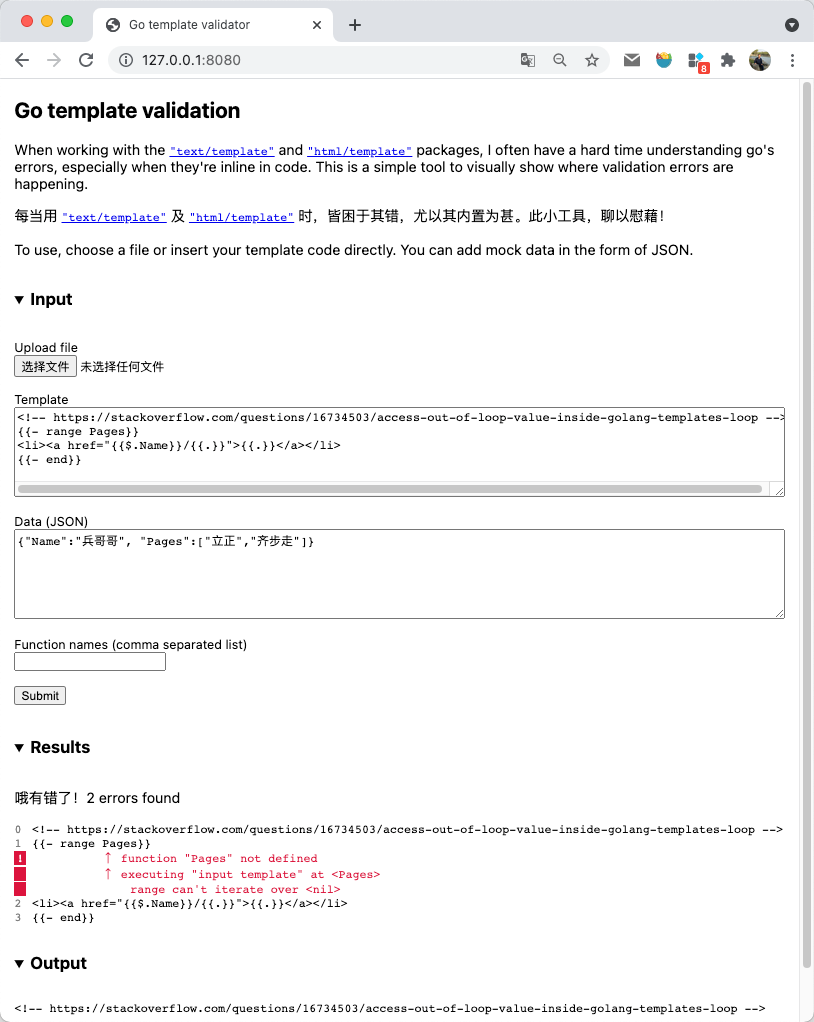 Go template validator
127.0.0.1:8080
8
Go template validation
When working with the "text/template" and "html/template" packages, I often have a hard time understanding go's
errors, especially when they're inline in code. This is a simple tool to visually show where validation errors are
happening.
每当用 "text/template" 及 "html/template" 时，皆困于其错，尤以其内置为甚。此小工具，聊以慰藉！
To use, choose a file or insert your template code directly. You can add mock data in the form of JSON.
▼ Input
Upload file
选择文件 未选择任何文件
Template
<!-- https://stackoverflow.com/questions/16734503/access-out-of-loop-value-inside-golang-templates-loop -->
{{- range Pages}}
<li><a href="{{$.Name}}/{{.}}">{{.}}</a></li>
{{- end}}
Data (JSON)
{"Name":"兵哥哥", "Pages":["立正","齐步走"]}
Function names (comma separated list)
Submit
▼ Results
哦有错了！2 errors found
0 <!-- https://stackoverflow.com/questions/16734503/access-out-of-loop-value-inside-golang-templates-loop -->
1 {{- range Pages}}
1 ↑ function "Pages" not defined
↑ executing "input template" at <Pages>
range can't iterate over <nil>
2 <li><a href="{{$.Name}}/{{.}}">{{.}}</a></li>
3 {{- end}}
▼ Output
<!-- https://stackoverflow.com/questions/16734503/access-out-of-loop-value-inside-golang-templates-loop -->